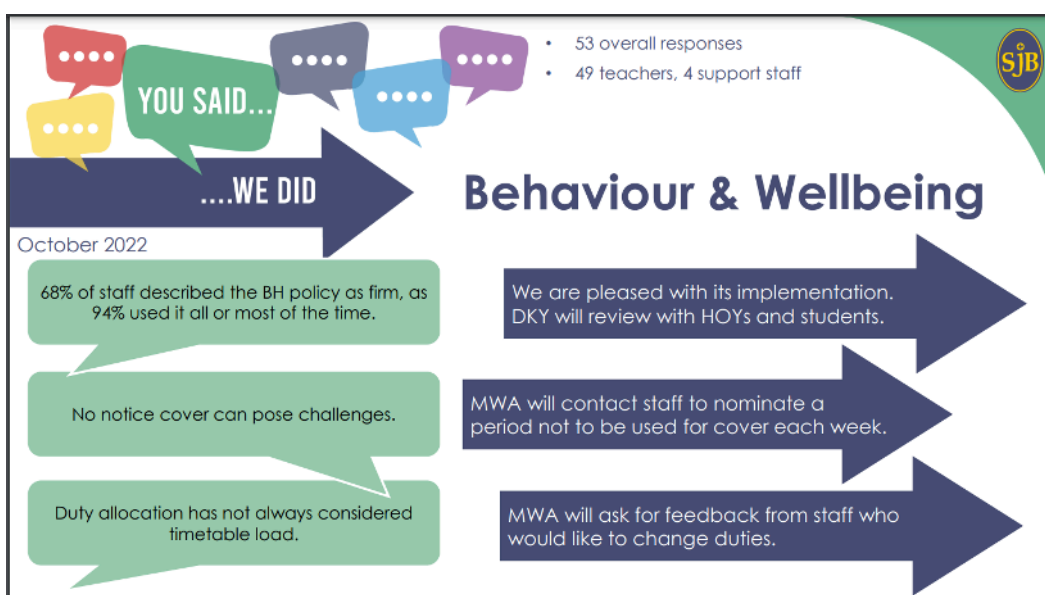 • 53 overall responses
• 49 teachers, 4 support staff
SjB
YOU SAID...
....WE DID
Behaviour & Wellbeing
October 2022
68% of staff described the BH policy as firm, as
94% used it all or most of the time.
We are pleased with its implementation.
DKY will review with HOYs and students.
No notice cover can pose challenges.
MWA will contact staff to nominate a
period not to be used for cover each week.
Duty allocation has not always considered
timetable load.
MWA will ask for feedback from staff who
would like to change duties.